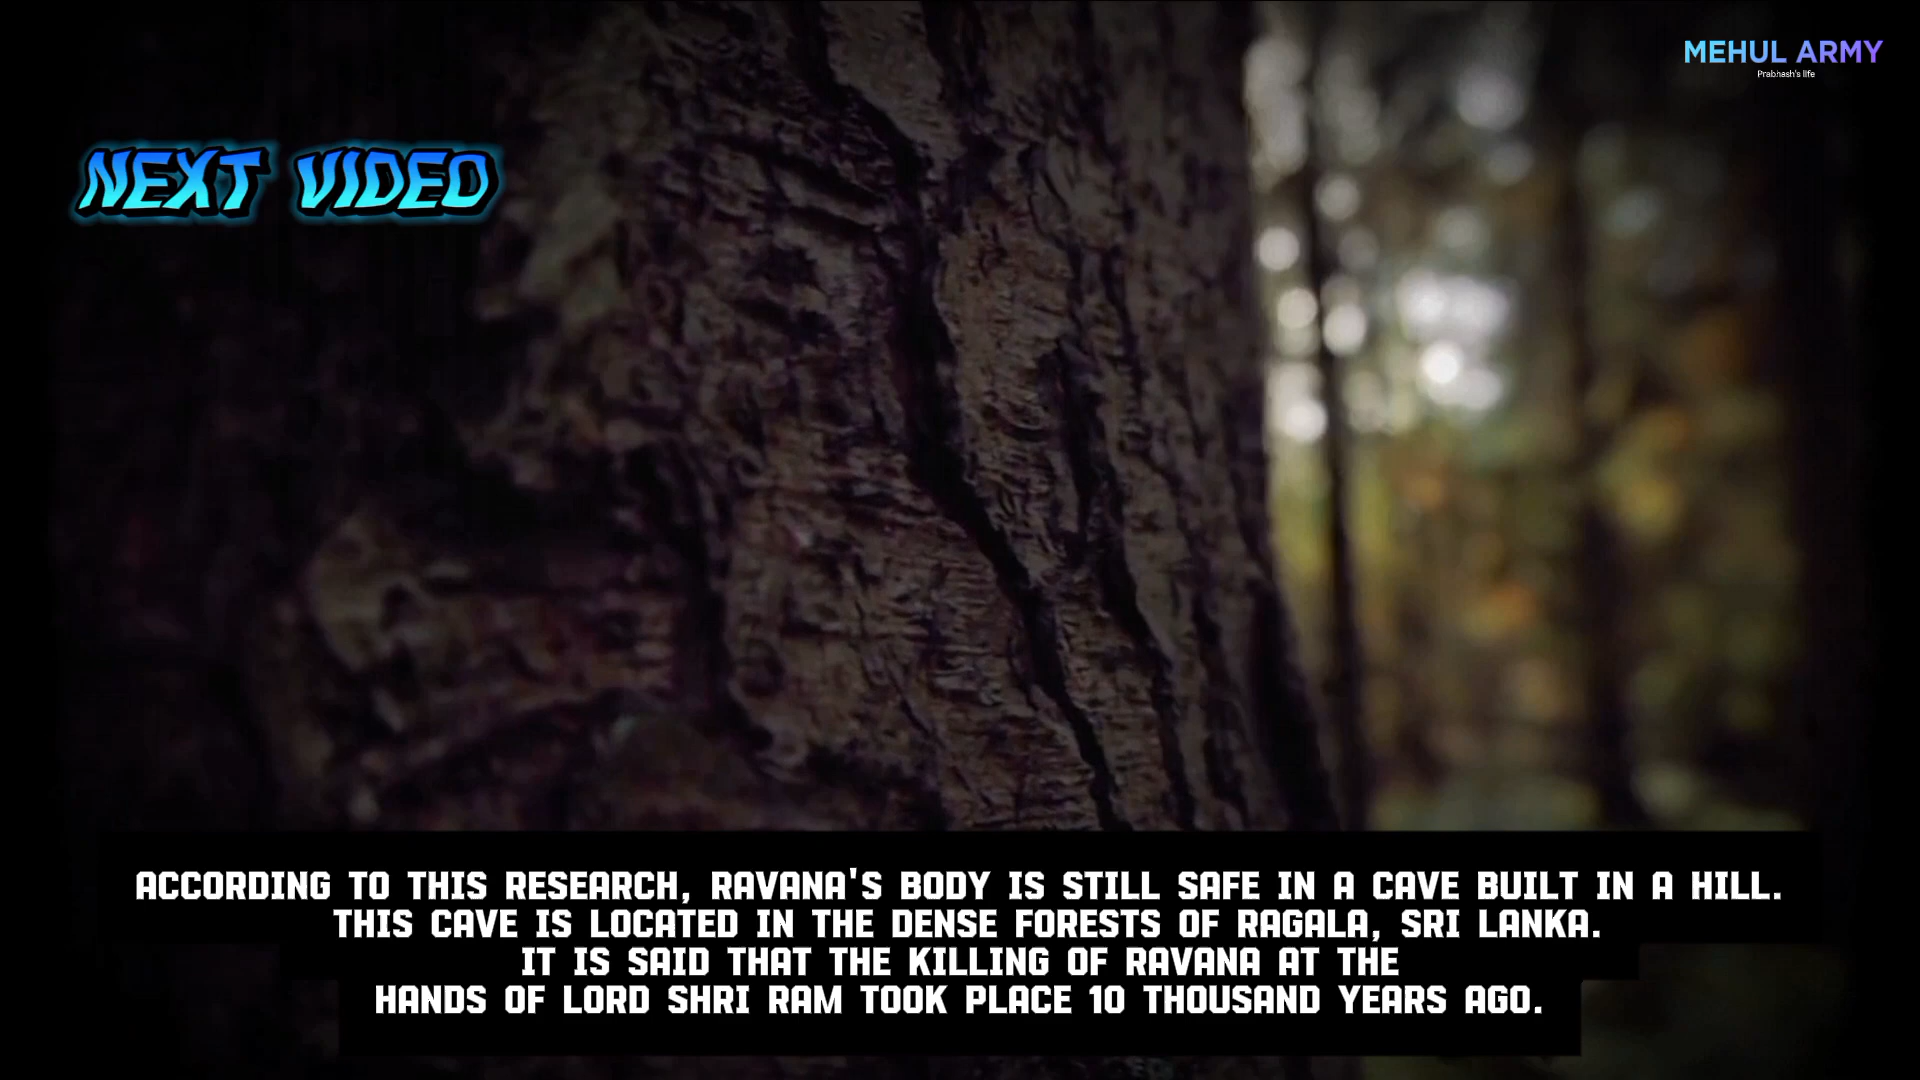 MEHUL ARMY
Prabhash's life
NEXT VIDEO
ACCORDING TO THIS RESEARCH, RAVANA'S BODY IS STILL SAFE IN A CAVE BUILT IN A HILL.
THIS CAVE IS LOCATED IN THE DENSE FORESTS OF RAGALA, SRI LANKA.
IT IS SAID THAT THE KILLING OF RAVANA AT THE
HANDS OF LORD SHRI RAM TOOK PLACE 10 THOUSAND YEARS AGO.